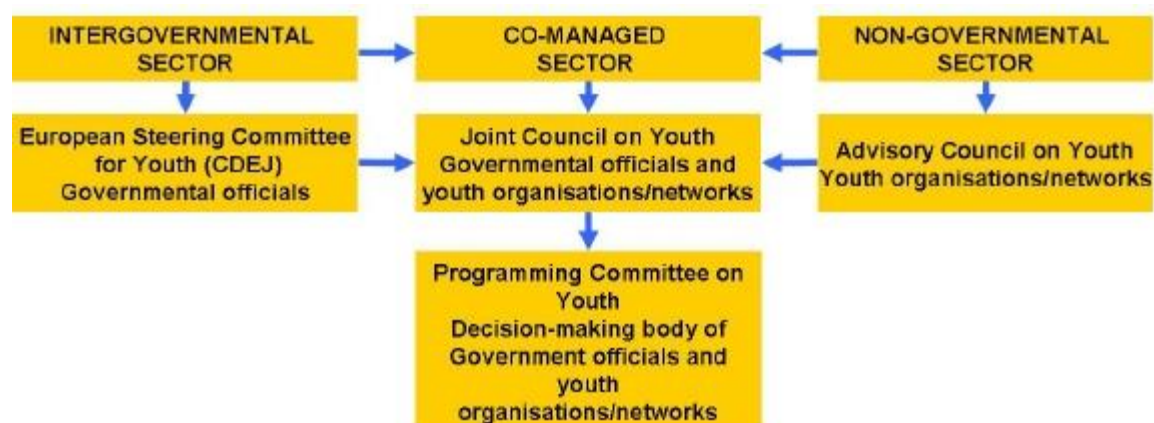 INTERGOVERNMENTAL
SECTOR
CO-MANAGED
SECTOR
NON-GOVERNMENTAL
SECTOR
European Steering Committee
for Youth (CDEJ)
Governmental officials
Joint Council on Youth
Governmental officials and
youth organisations/networks
Advisory Council on Youth
Youth organisations/networks
Programming Committee on
Youth
Decision-making body of
Government officials and
youth
organisations/networks